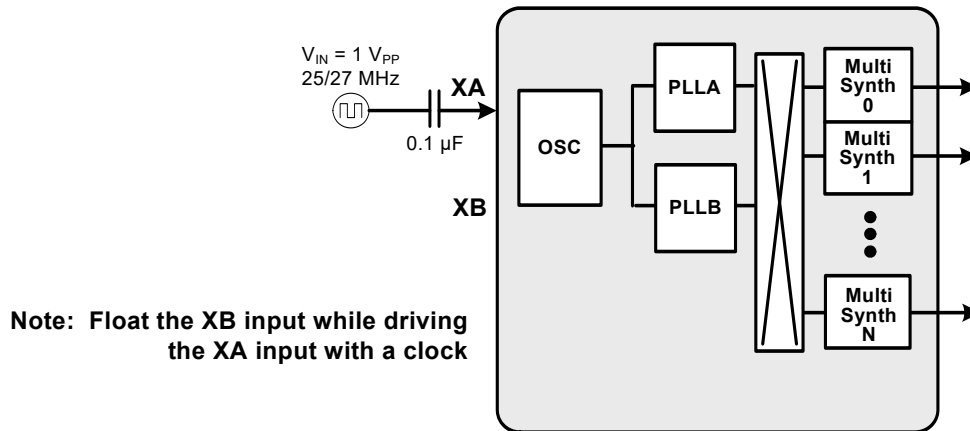 V_IN = 1 V_PP
25/27 MHz
XA
0.1 µF
XB
OSC
PLLA
PLLB
Multi
Synth
0
Multi
Synth
1
Multi
Synth
N
Note: Float the XB input while driving
the XA input with a clock